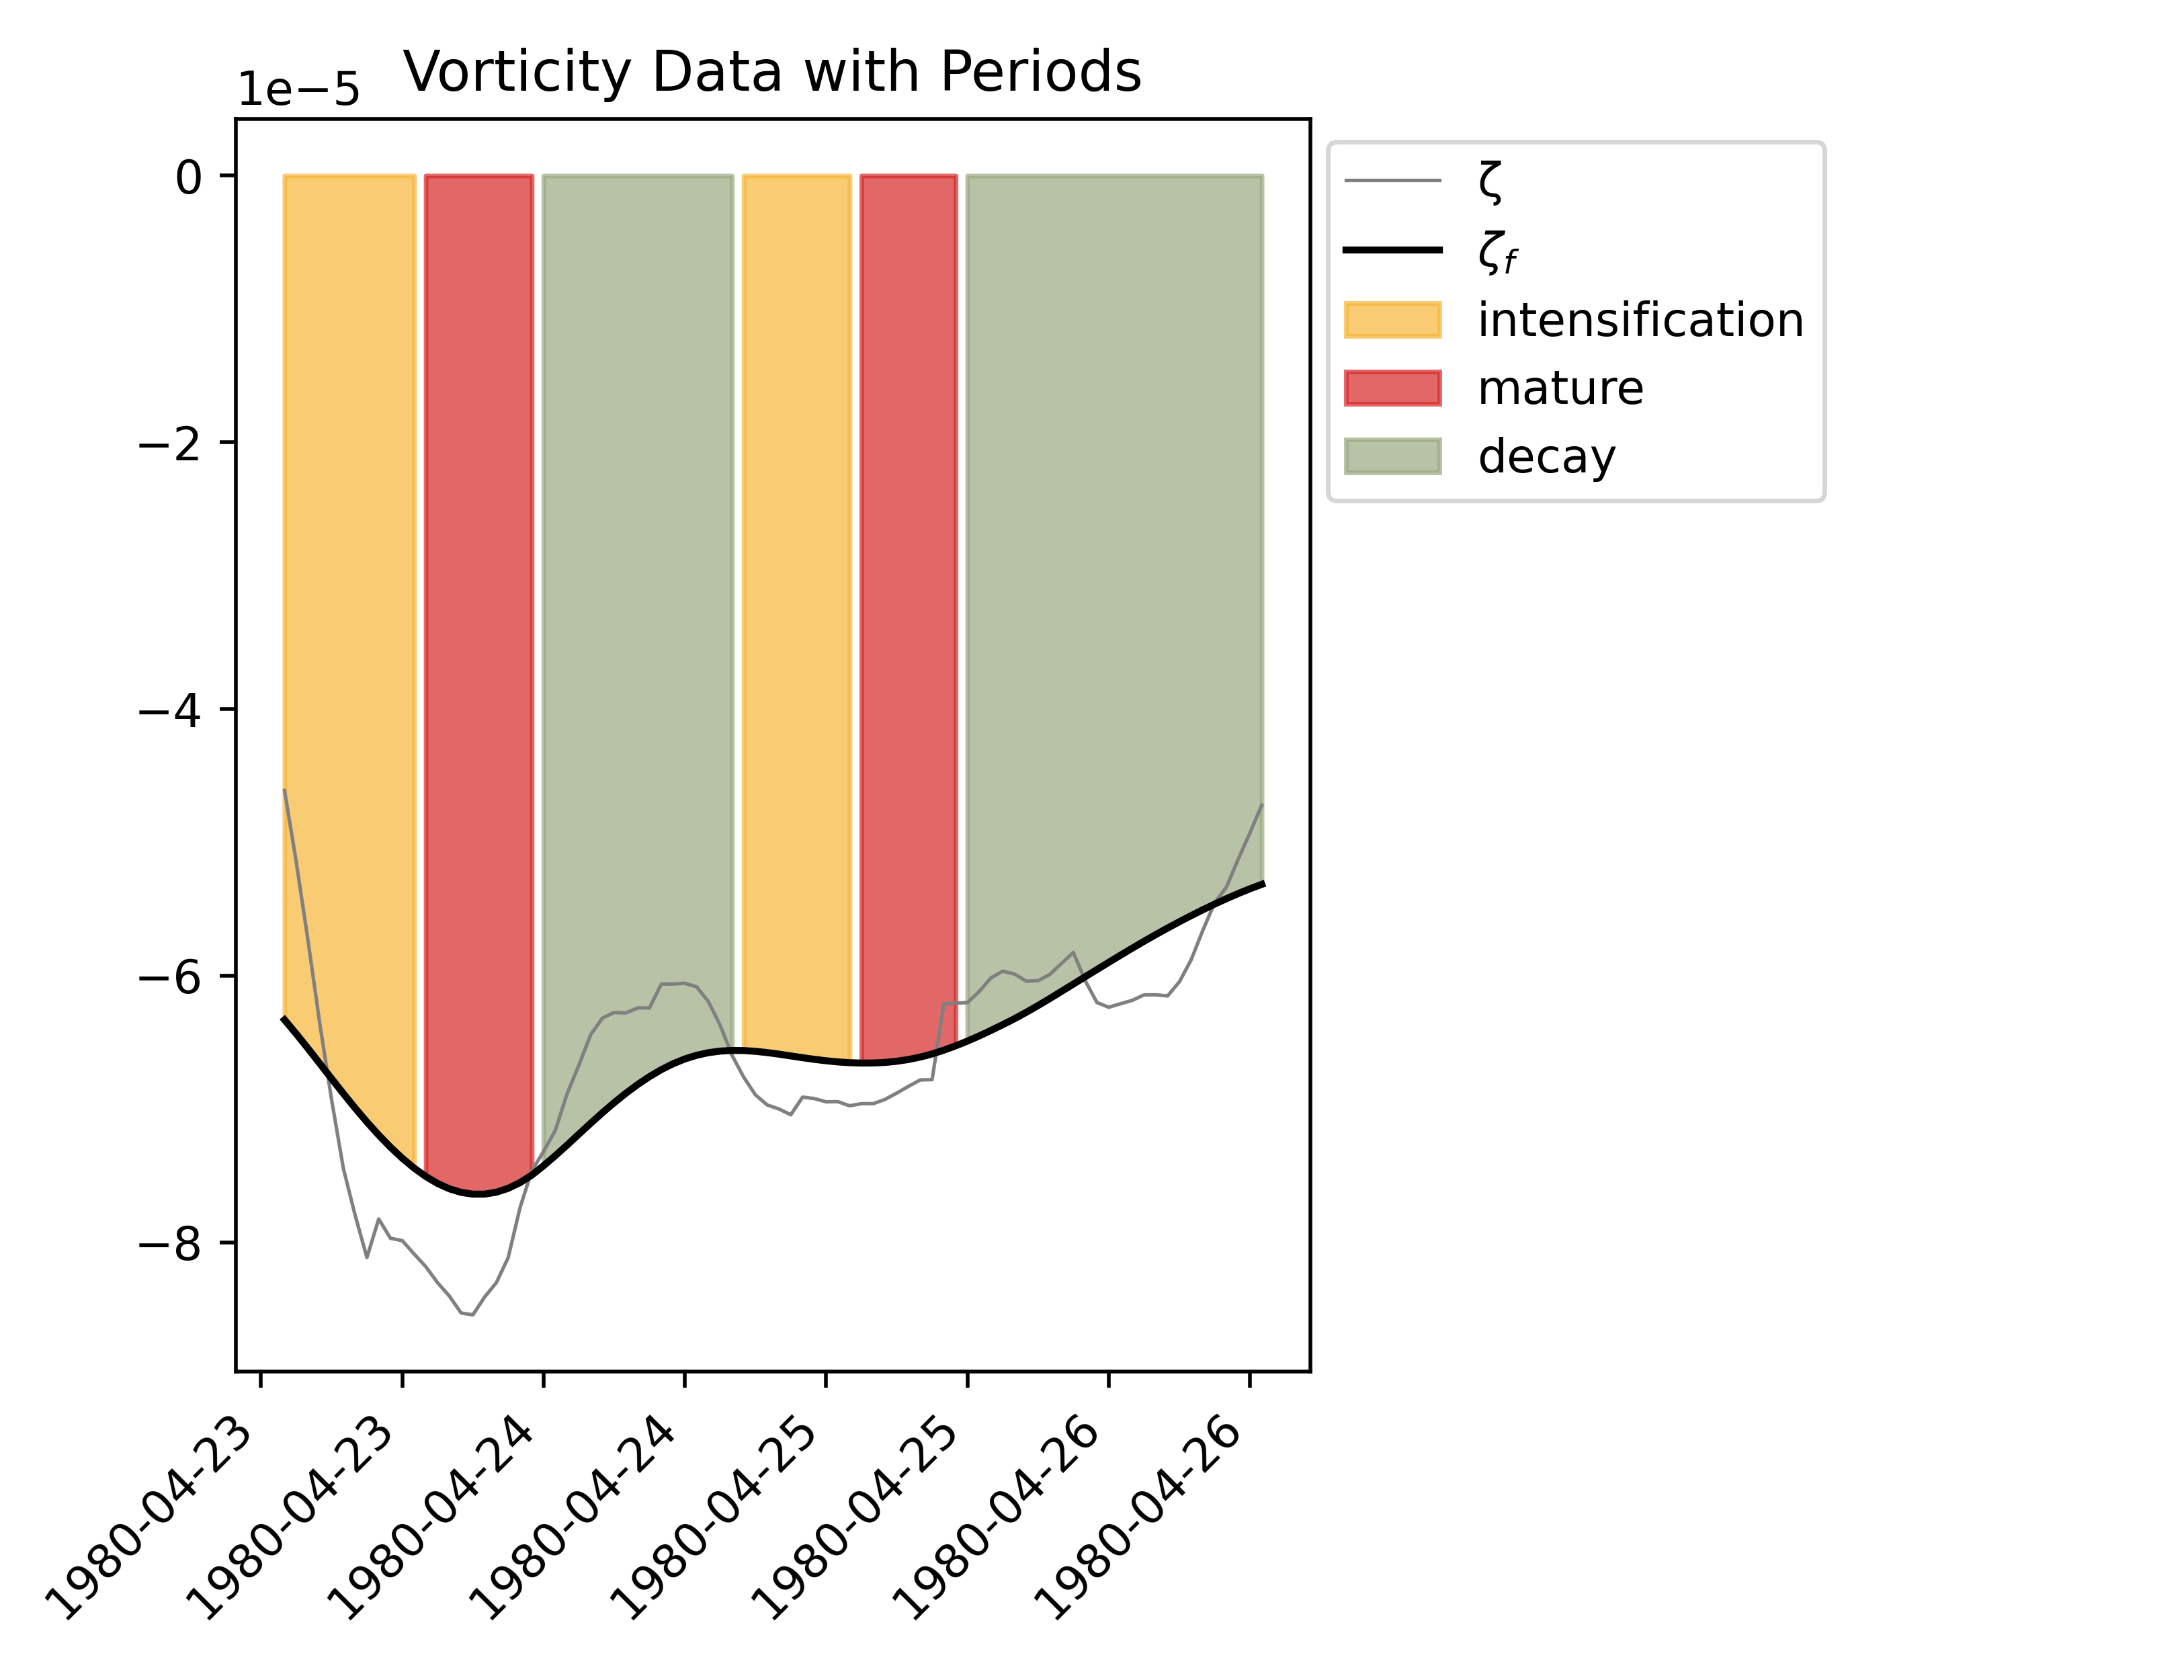 Vorticity Data with Periods
1e−5
0
−2
−4
−6
−8
1980-04-23
1980-04-23
1980-04-24
1980-04-24
1980-04-25
1980-04-25
1980-04-26
1980-04-26
ζ
ζf
intensification
mature
decay